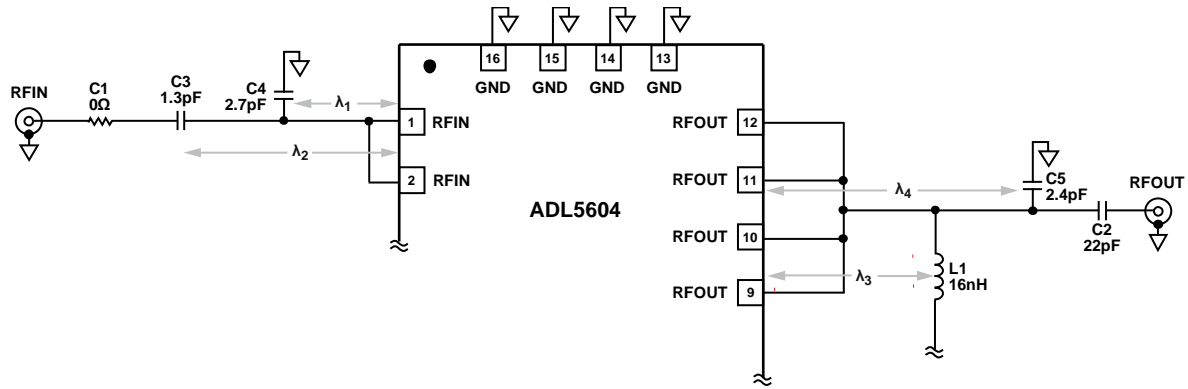 16
15
14
13
GND
GND
GND
GND
RFIN
C1
0Ω
C3
1.3pF
C4
2.7pF
λ1
λ2
1
RFIN
2
RFIN
ADL5604
RFOUT
12
RFOUT
11
RFOUT
10
RFOUT
9
λ4
λ3
C5
2.4pF
RFOUT
C2
22pF
L1
16nH